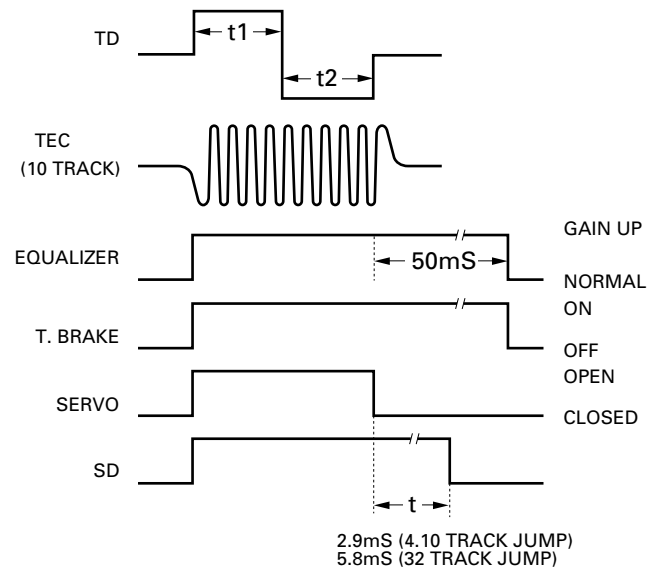 TD
t1
t2
TEC
(10 TRACK)
EQUALIZER
50mS
GAIN UP
NORMAL
T. BRAKE
ON
OFF
SERVO
OPEN
CLOSED
SD
t
2.9mS (4.10 TRACK JUMP)
5.8mS (32 TRACK JUMP)